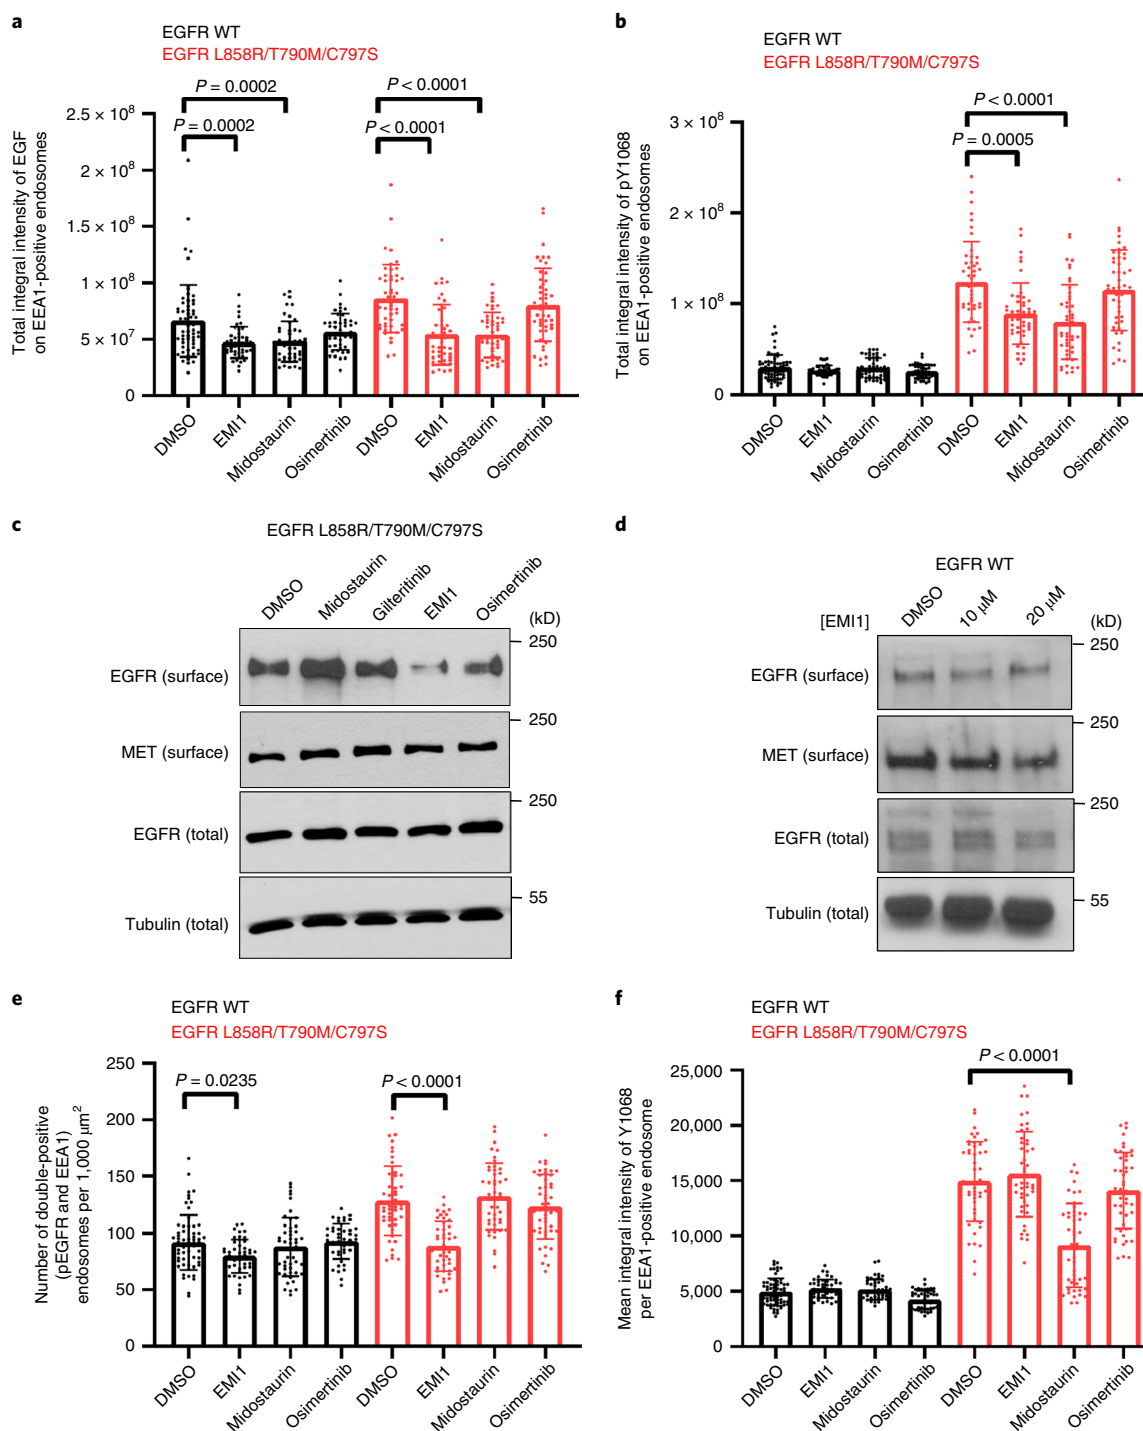 a
EGFR WT
EGFR L858R/T790M/C797S
P = 0.0002
P < 0.0001
P = 0.0002
P < 0.0001
Total integral intensity of EGF
on EEA1-positive endosomes
2.5 × 10⁸
2 × 10⁸
1.5 × 10⁸
1 × 10⁸
5 × 10⁷
0
DMSO
EMI1
Midostaurin
Osimertinib
DMSO
EMI1
Midostaurin
Osimertinib
b
EGFR WT
EGFR L858R/T790M/C797S
P < 0.0001
P = 0.0005
Total integral intensity of pY1068
on EEA1-positive endosomes
3 × 10⁸
2 × 10⁸
1 × 10⁸
0
DMSO
EMI1
Midostaurin
Osimertinib
DMSO
EMI1
Midostaurin
Osimertinib
c
EGFR L858R/T790M/C797S
DMSO
Midostaurin
Gilteritinib
EMI1
Osimertinib
(kD)
250
EGFR (surface)
250
MET (surface)
250
EGFR (total)
55
Tubulin (total)
d
EGFR WT
[EMI1]
DMSO
10 μM
20 μM
(kD)
250
EGFR (surface)
250
MET (surface)
250
EGFR (total)
55
Tubulin (total)
e
EGFR WT
EGFR L858R/T790M/C797S
P = 0.0235
P < 0.0001
Number of double-positive
(pEGFR and EEA1)
endosomes per 1,000 μm²
250
200
150
100
50
0
DMSO
EMI1
Midostaurin
Osimertinib
DMSO
EMI1
Midostaurin
Osimertinib
f
EGFR WT
EGFR L858R/T790M/C797S
P < 0.0001
Mean integral intensity of Y1068
per EEA1-positive endosome
25,000
20,000
15,000
10,000
5,000
0
DMSO
EMI1
Midostaurin
Osimertinib
DMSO
EMI1
Midostaurin
Osimertinib